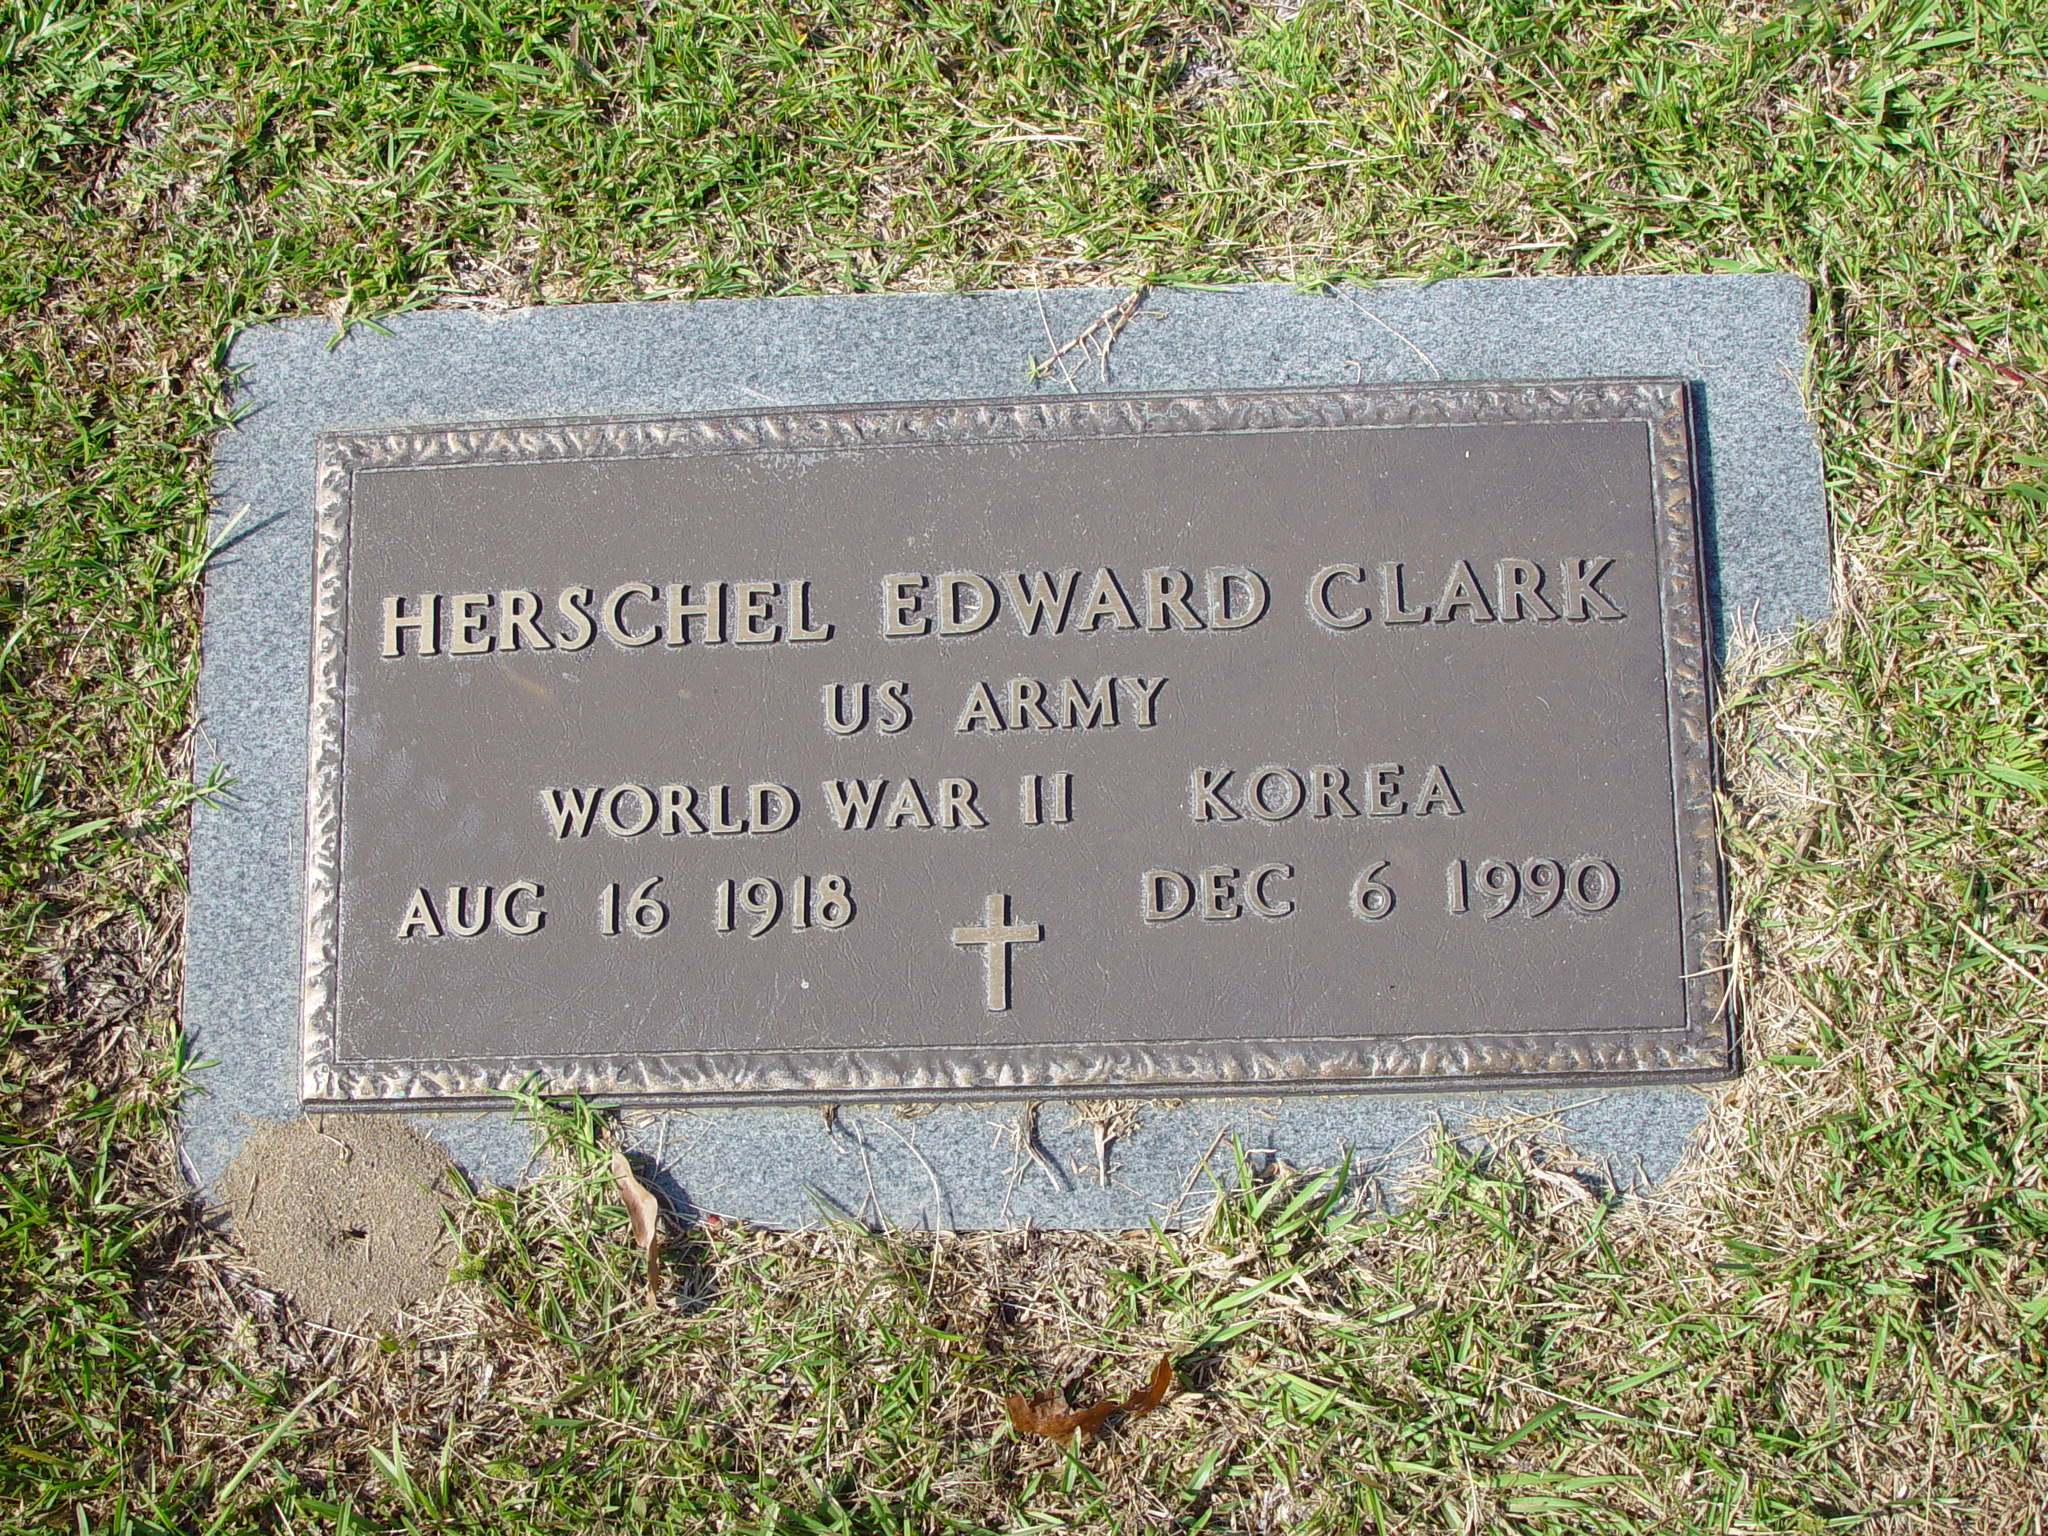 HERSCHEL EDWARD CLARK
US ARMY
WORLD WAR II KOREA
AUG 16 1918 DEC 6 1990